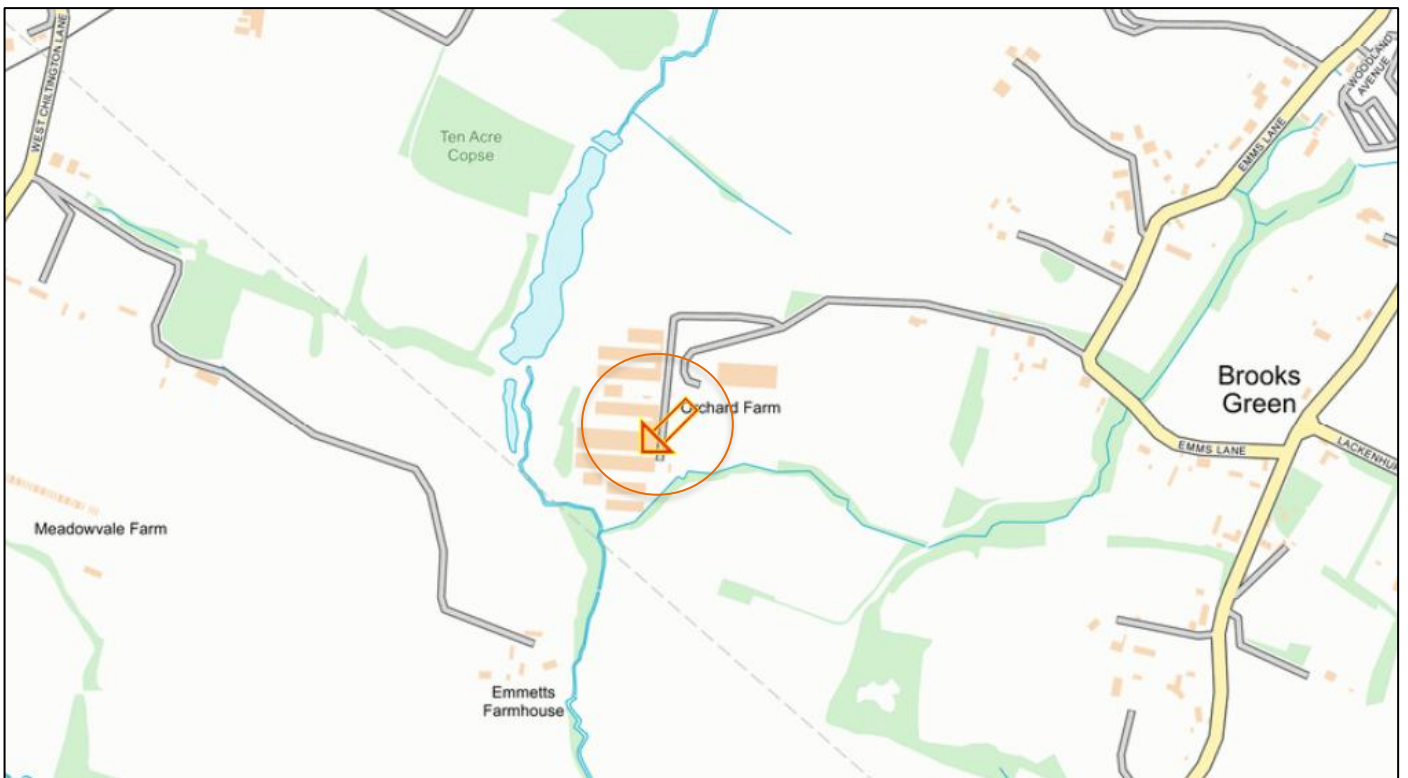 WEST CHILTINGTON LANE
WOODLAND
AVENUE
Ten Acre
Copse
EMMS LANE
Brooks
Green
Orchard Farm
EMMS LANE
LACKENHUR
Meadowvale Farm
Emmetts
Farmhouse